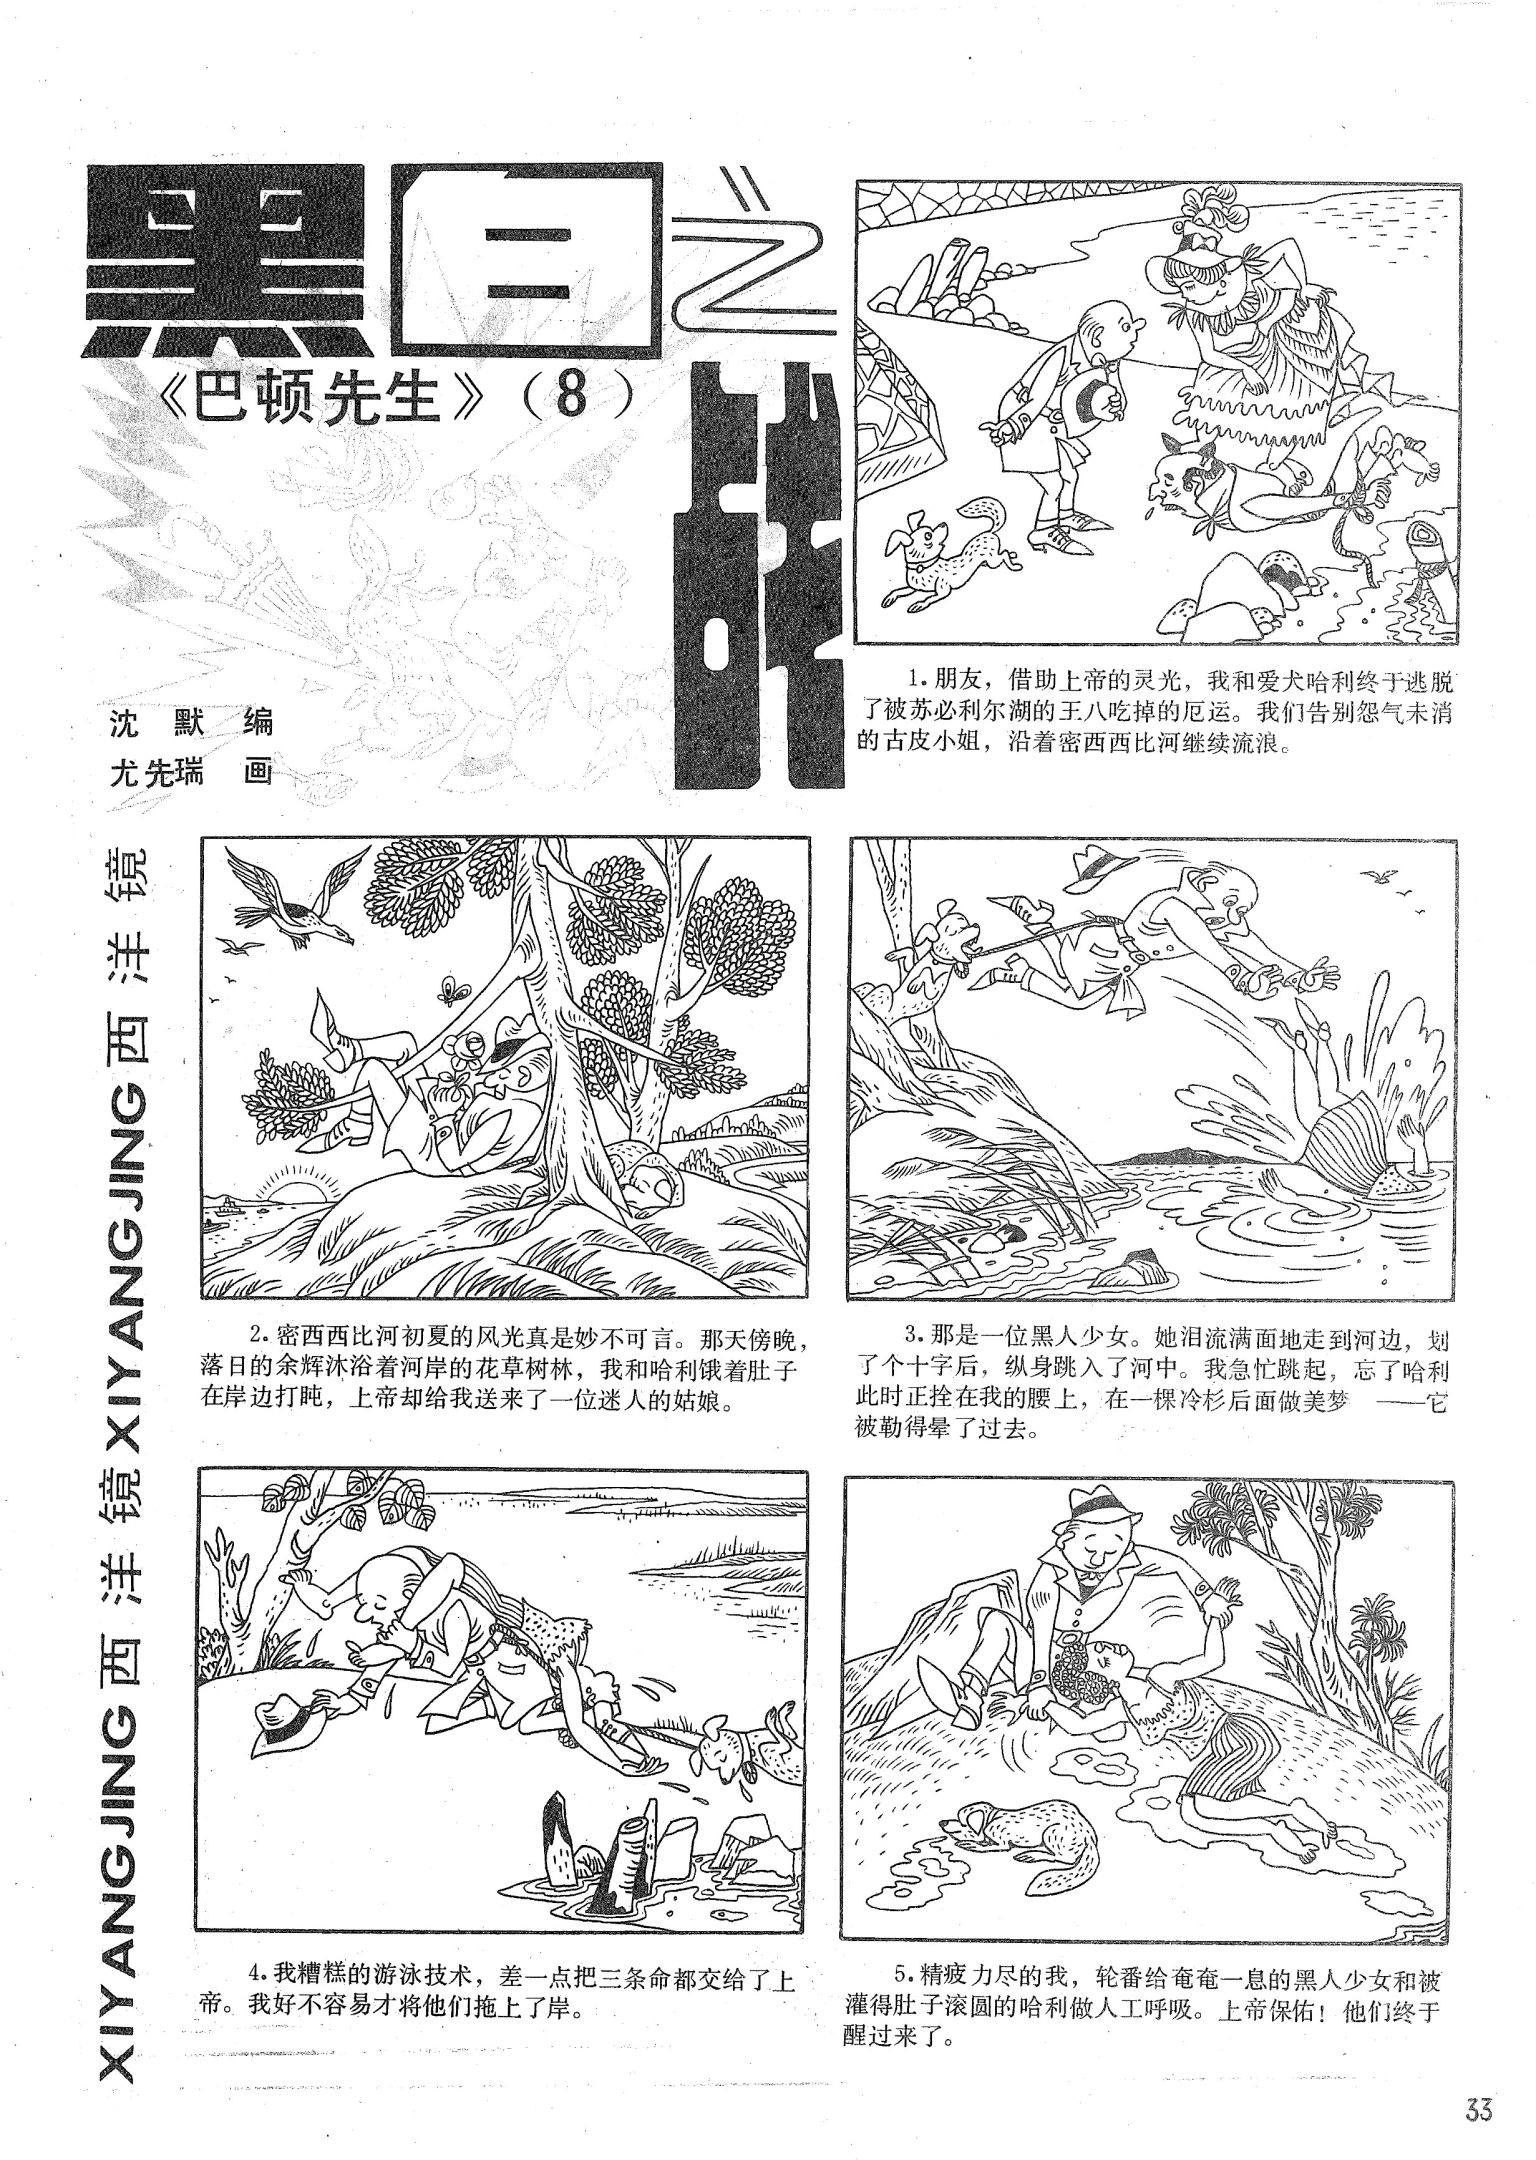 黑白之战
《巴顿先生》（8）
沈 默 编
尤先瑞 画
1.朋友，借助上帝的灵光，我和爱犬哈利终于逃脱
了被苏必利尔湖的王八吃掉的厄运。我们告别怨气未消
的古皮小姐，沿着密西西比河继续流浪。
2.密西西比河初夏的风光真是妙不可言。那天傍晚，
落日的余辉沐浴着河岸的花草树林，我和哈利饿着肚子
在岸边打盹，上帝却给我送来了一位迷人的姑娘。
3.那是一位黑人少女。她泪流满面地走到河边，划
了个十字后，纵身跳入了河中。我急忙跳起，忘了哈利
此时正拴在我的腰上，在一棵冷杉后面做美梦 ——它
被勒得晕了过去。
4.我糟糕的游泳技术，差一点把三条命都交给了上
帝。我好不容易才将他们拖上了岸。
5.精疲力尽的我，轮番给奄奄一息的黑人少女和被
灌得肚子滚圆的哈利做人工呼吸。上帝保佑！他们终于
醒过来了。
XIYANGJING 西洋镜 XIYANGJING 西洋镜
33